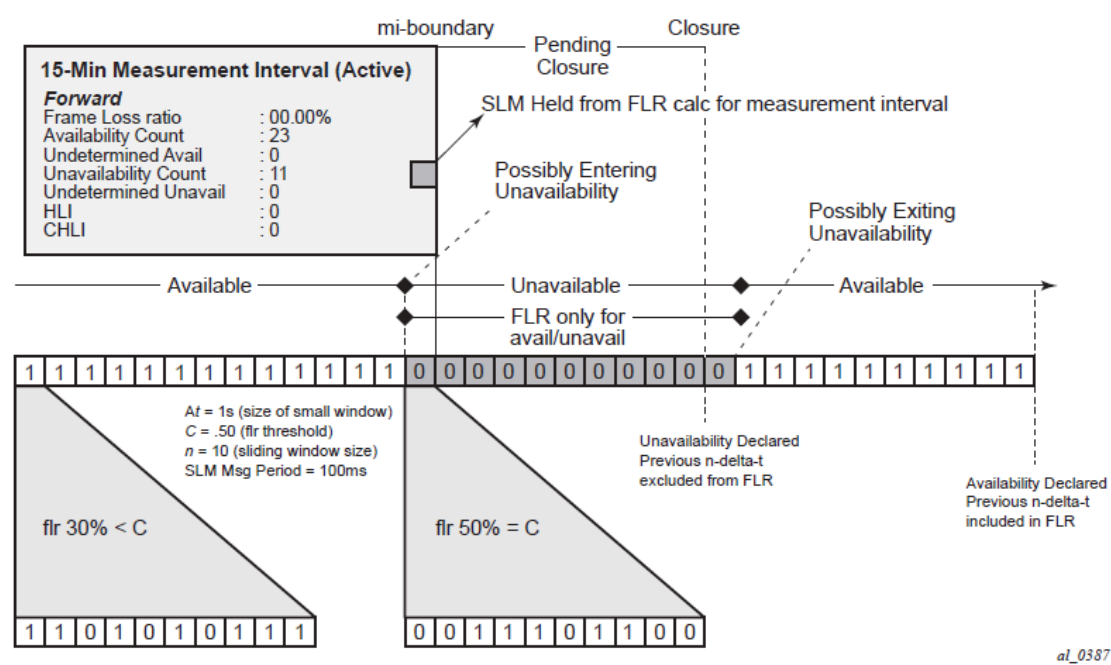 mi-boundary
Closure
Pending
Closure
15-Min Measurement Interval (Active)
Forward
Frame Loss ratio : 00.00%
Availability Count : 23
Undetermined Avail : 0
Unavailability Count : 11
Undetermined Unavail : 0
HLI : 0
CHLI : 0
SLM Held from FLR calc for measurement interval
Possibly Entering
Unavailability
Possibly Exiting
Unavailability
Available
Unavailable
Available
FLR only for
avail/unavail
1 1 1 1 1 1 1 1 1 1 1 1 1 0 0 0 0 0 0 0 0 0 0 0 1 1 1 1 1 1 1 1 1 1
At = 1s (size of small window)
C = .50 (flr threshold)
n = 10 (sliding window size)
SLM Msg Period = 100ms
Unavailability Declared
Previous n-delta-t
excluded from FLR
Availability Declared
Previous n-delta-t
included in FLR
flr 30% < C
flr 50% = C
1 1 0 1 0 1 0 1 1 1
0 0 1 1 1 0 1 1 0 0
al_0387